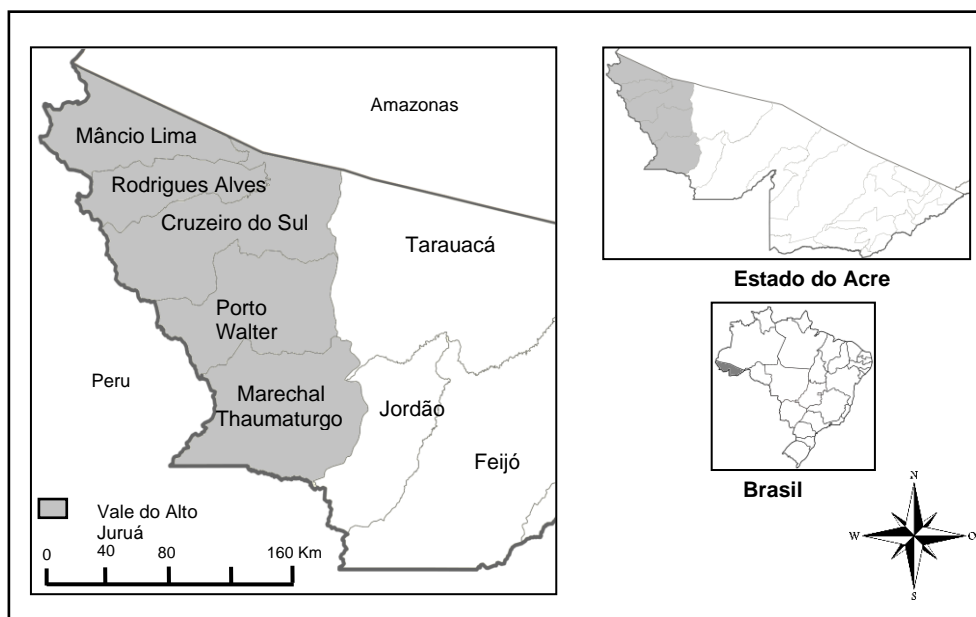 Amazonas
Mâncio Lima
Rodrigues Alves
Cruzeiro do Sul
Tarauacá
Porto
Walter
Peru
Marechal
Thaumaturgo
Jordão
Feijó
Vale do Alto
Juruá
0 40 80 160 Km
Estado do Acre
Brasil
N
W O
S